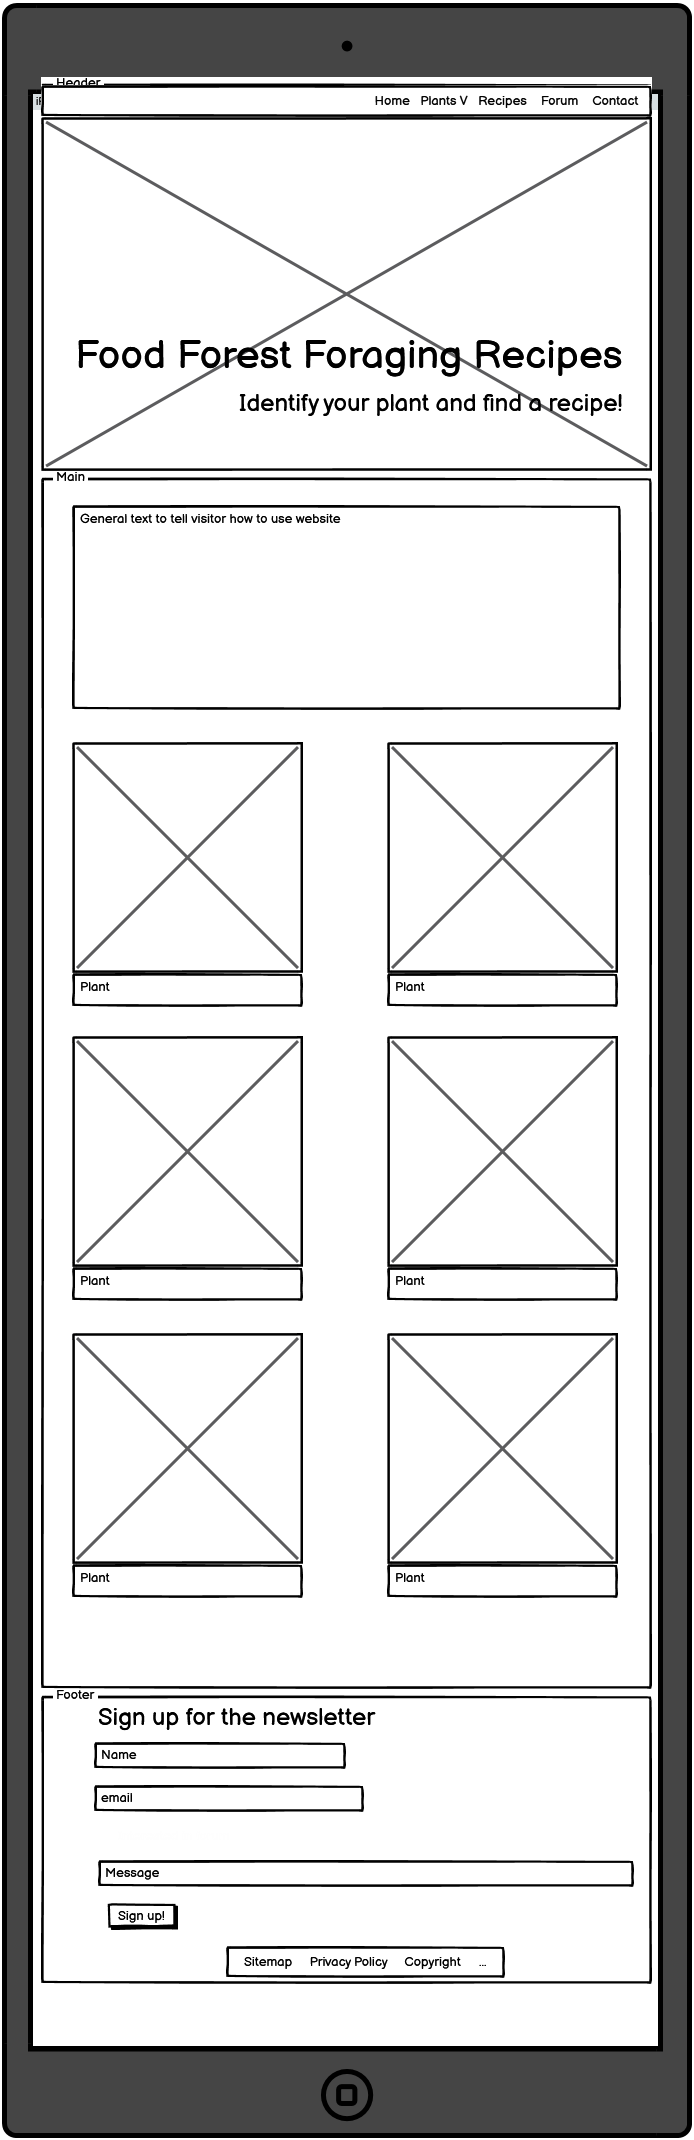 Header
Home Plants V Recipes Forum Contact
Food Forest Foraging Recipes
Identify your plant and find a recipe!
Main
General text to tell visitor how to use website
Plant Plant
Plant Plant
Plant Plant
Footer
Sign up for the newsletter
Name
email
Message
Sign up!
Sitemap Privacy Policy Copyright ...